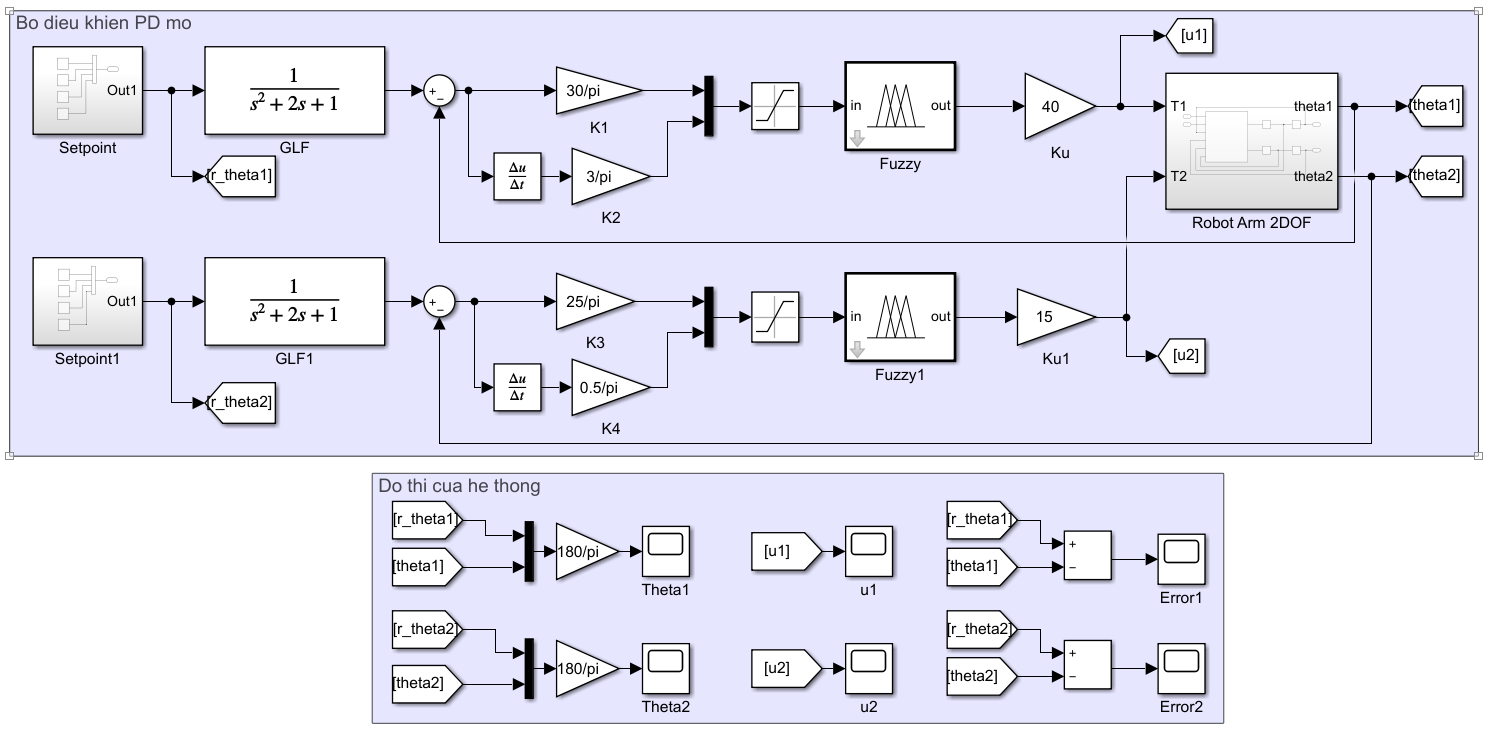 Bo dieu khien PD mo
[u1]
Out1
1
s² + 2s + 1
+
−
30/pi
in
out
40
T1
theta1
[theta1]
K1
Setpoint
GLF
Fuzzy
Ku
[r_theta1]
Δu
Δt
3/pi
T2
theta2
[theta2]
K2
Robot Arm 2DOF
Out1
1
s² + 2s + 1
+
−
25/pi
in
out
15
K3
Setpoint1
GLF1
Fuzzy1
Ku1
[u2]
Δu
Δt
0.5/pi
[r_theta2]
K4
Do thi cua he thong
[r_theta1]
[theta1]
180/pi
Theta1
[u1]
u1
[r_theta1]
[theta1]
+
−
Error1
[r_theta2]
[theta2]
180/pi
Theta2
[u2]
u2
[r_theta2]
[theta2]
+
−
Error2